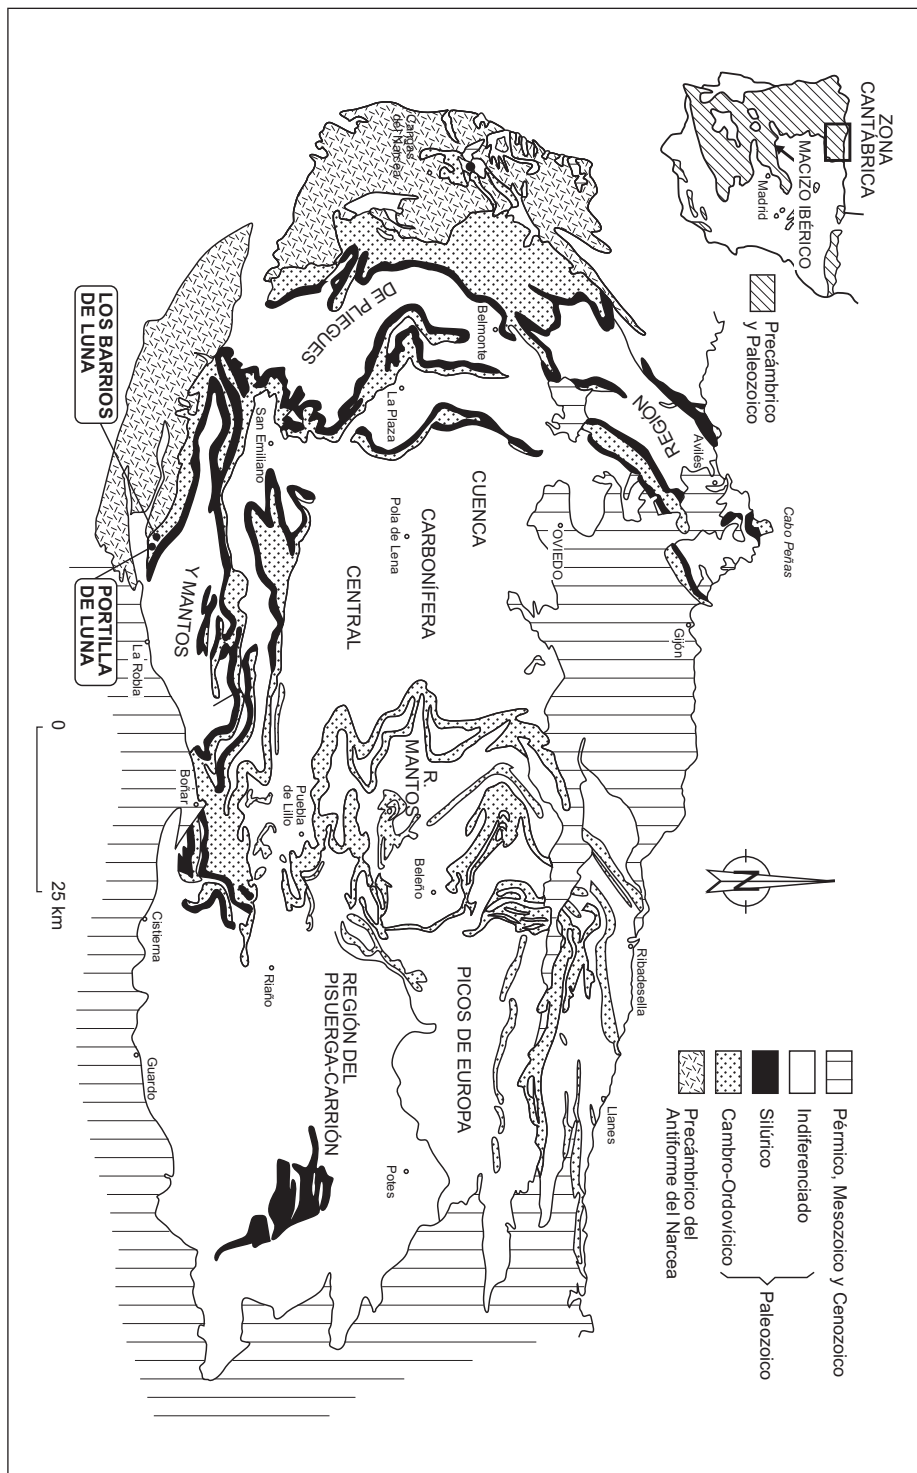 ZONA
CANTÁBRICA
MACIZO IBÉRICO
Madrid
Precámbrico
y Paleozoico
Cabo Peñas
Avilés
Gijón
REGIÓN
DE PLIEGUES
Y MANTOS
Cangas
del Narcea
Belmonte
La Plaza
San Emiliano
OVIEDO
CUENCA
CARBONÍFERA
CENTRAL
Pola de Lena
LOS BARRIOS
DE LUNA
PORTILLA
DE LUNA
La Robla
Boñar
Puebla
de Lillo
R.
MANTOS
Beleño
Ribadesella
Llanes
PICOS DE EUROPA
REGIÓN DEL
PISUERGA-CARRIÓN
Riaño
Cistierna
Guardo
Potes
N
0
25 km
Pérmico, Mesozoico y Cenozoico
Indiferenciado
Silúrico
Cambro-Ordovícico
Paleozoico
Precámbrico del
Antiforme del Narcea